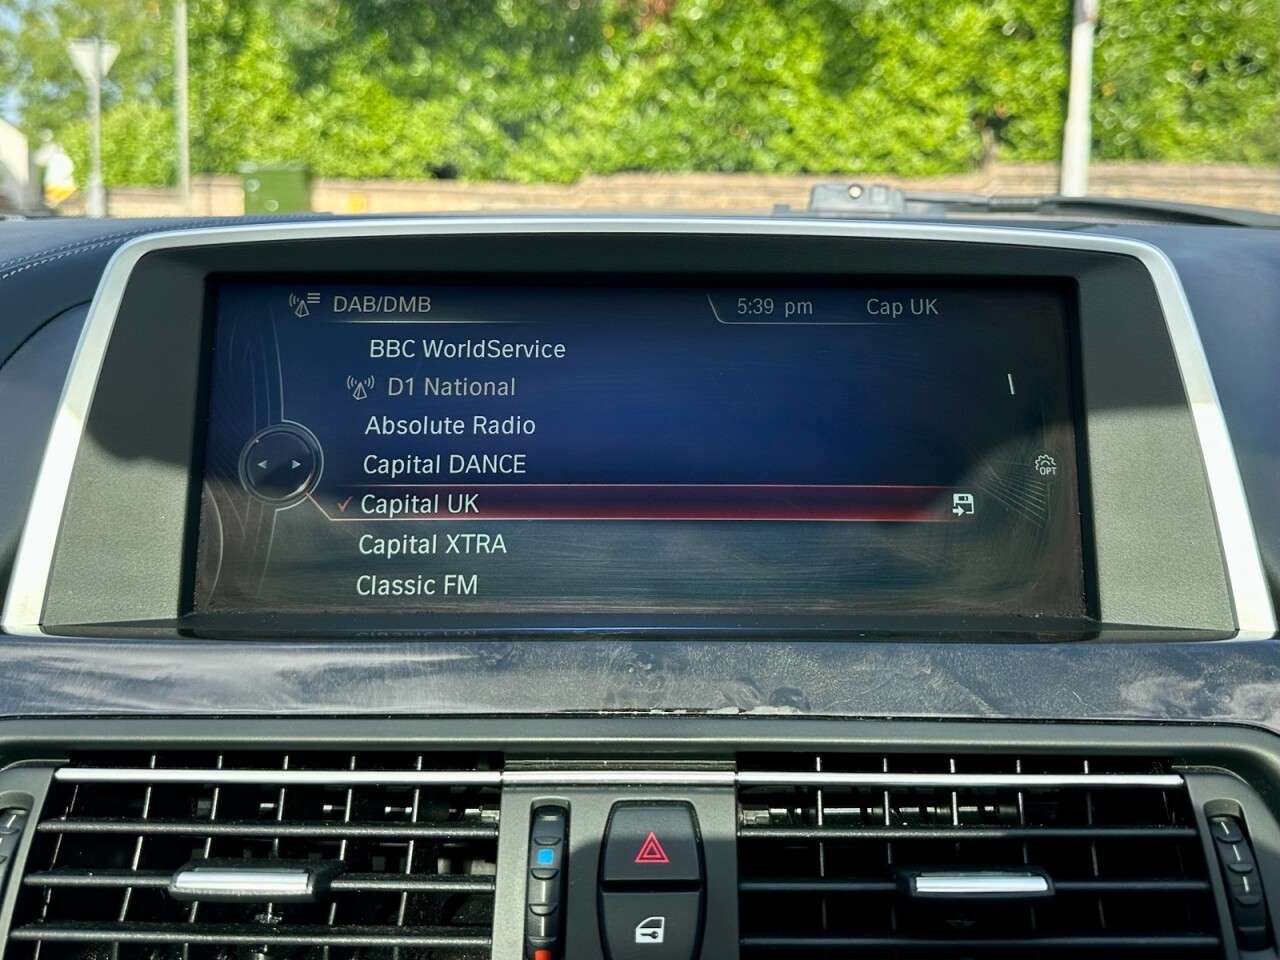 DAB/DMB 5:39 pm Cap UK
BBC WorldService
D1 National
Absolute Radio
Capital DANCE
OPT
Capital UK
Capital XTRA
Classic FM